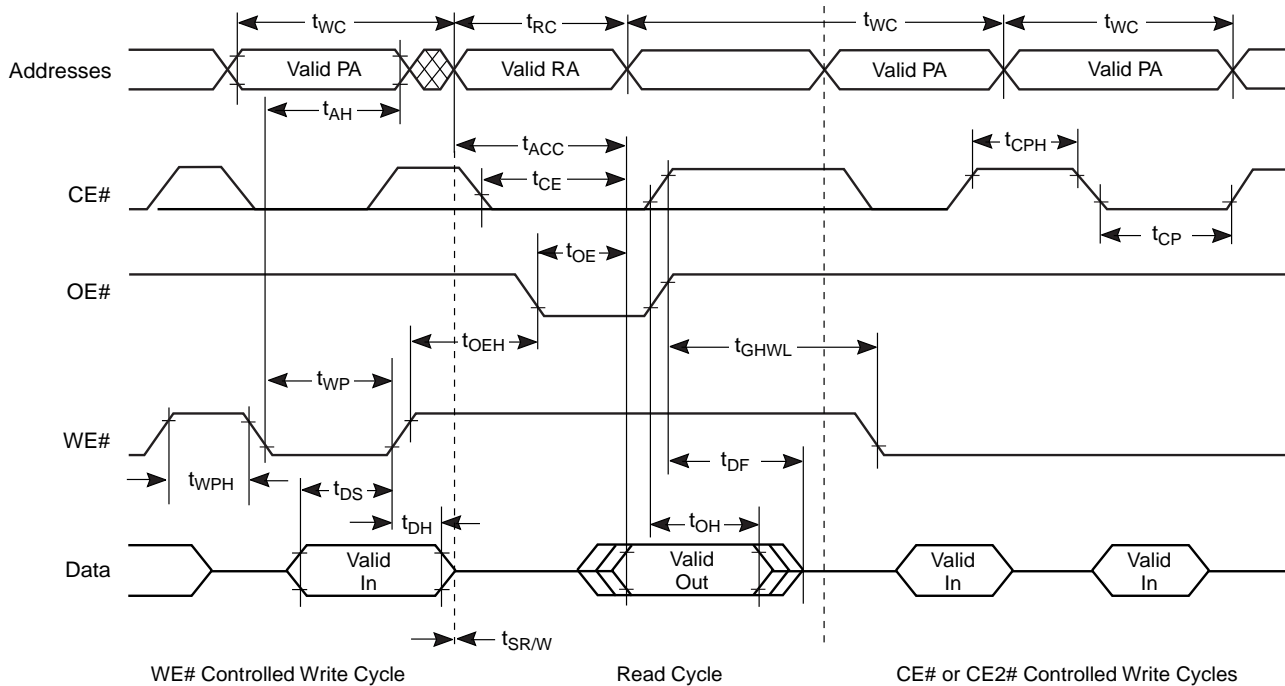 tWC tRC tWC tWC
Addresses Valid PA Valid RA Valid PA Valid PA
tAH
tACC tCPH
CE# tCE
tOE tCP
OE#
tOEH tGHWL
tWP
WE#
tDF
tWPH tDS
tDH tOH
Data Valid In Valid Out Valid In Valid In
tSR/W
WE# Controlled Write Cycle Read Cycle CE# or CE2# Controlled Write Cycles